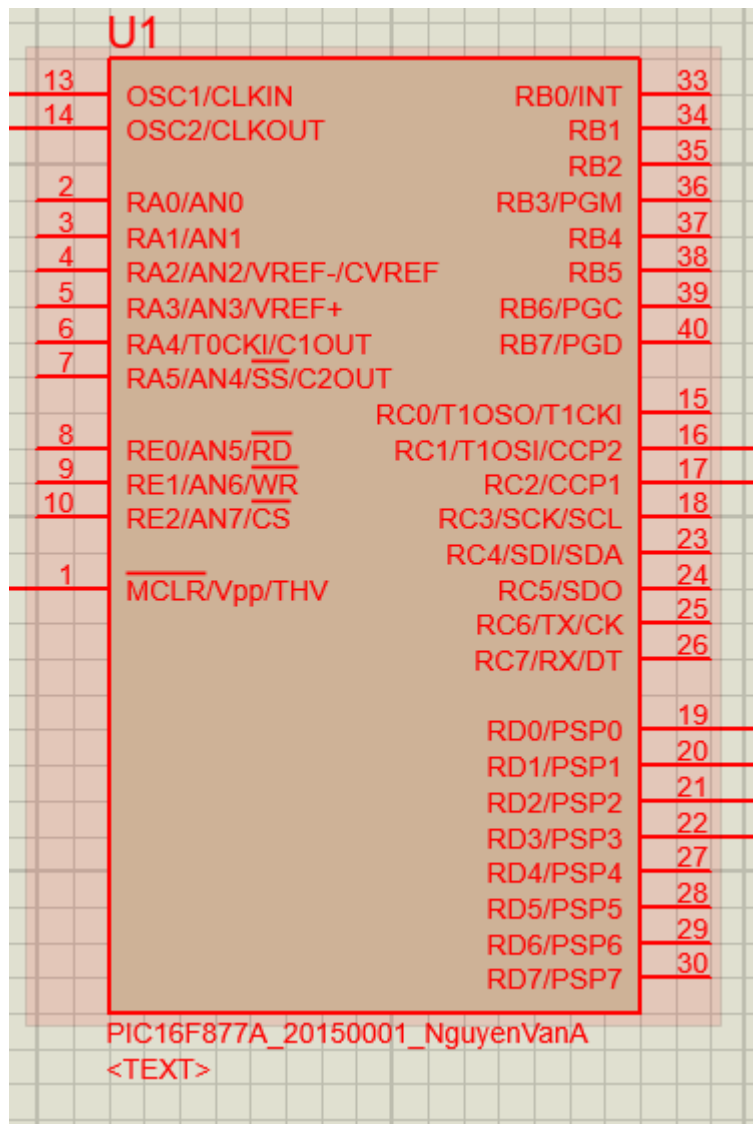 U1
13 OSC1/CLKIN RB0/INT 33
14 OSC2/CLKOUT RB1 34
RB2 35
2 RA0/AN0 RB3/PGM 36
3 RA1/AN1 RB4 37
4 RA2/AN2/VREF-/CVREF RB5 38
5 RA3/AN3/VREF+ RB6/PGC 39
6 RA4/T0CKI/C1OUT RB7/PGD 40
7 RA5/AN4/SS/C2OUT
RC0/T1OSO/T1CKI 15
8 RE0/AN5/RD RC1/T1OSI/CCP2 16
9 RE1/AN6/WR RC2/CCP1 17
10 RE2/AN7/CS RC3/SCK/SCL 18
RC4/SDI/SDA 23
1 MCLR/Vpp/THV RC5/SDO 24
RC6/TX/CK 25
RC7/RX/DT 26
RD0/PSP0 19
RD1/PSP1 20
RD2/PSP2 21
RD3/PSP3 22
RD4/PSP4 27
RD5/PSP5 28
RD6/PSP6 29
RD7/PSP7 30
PIC16F877A_20150001_NguyenVanA
<TEXT>